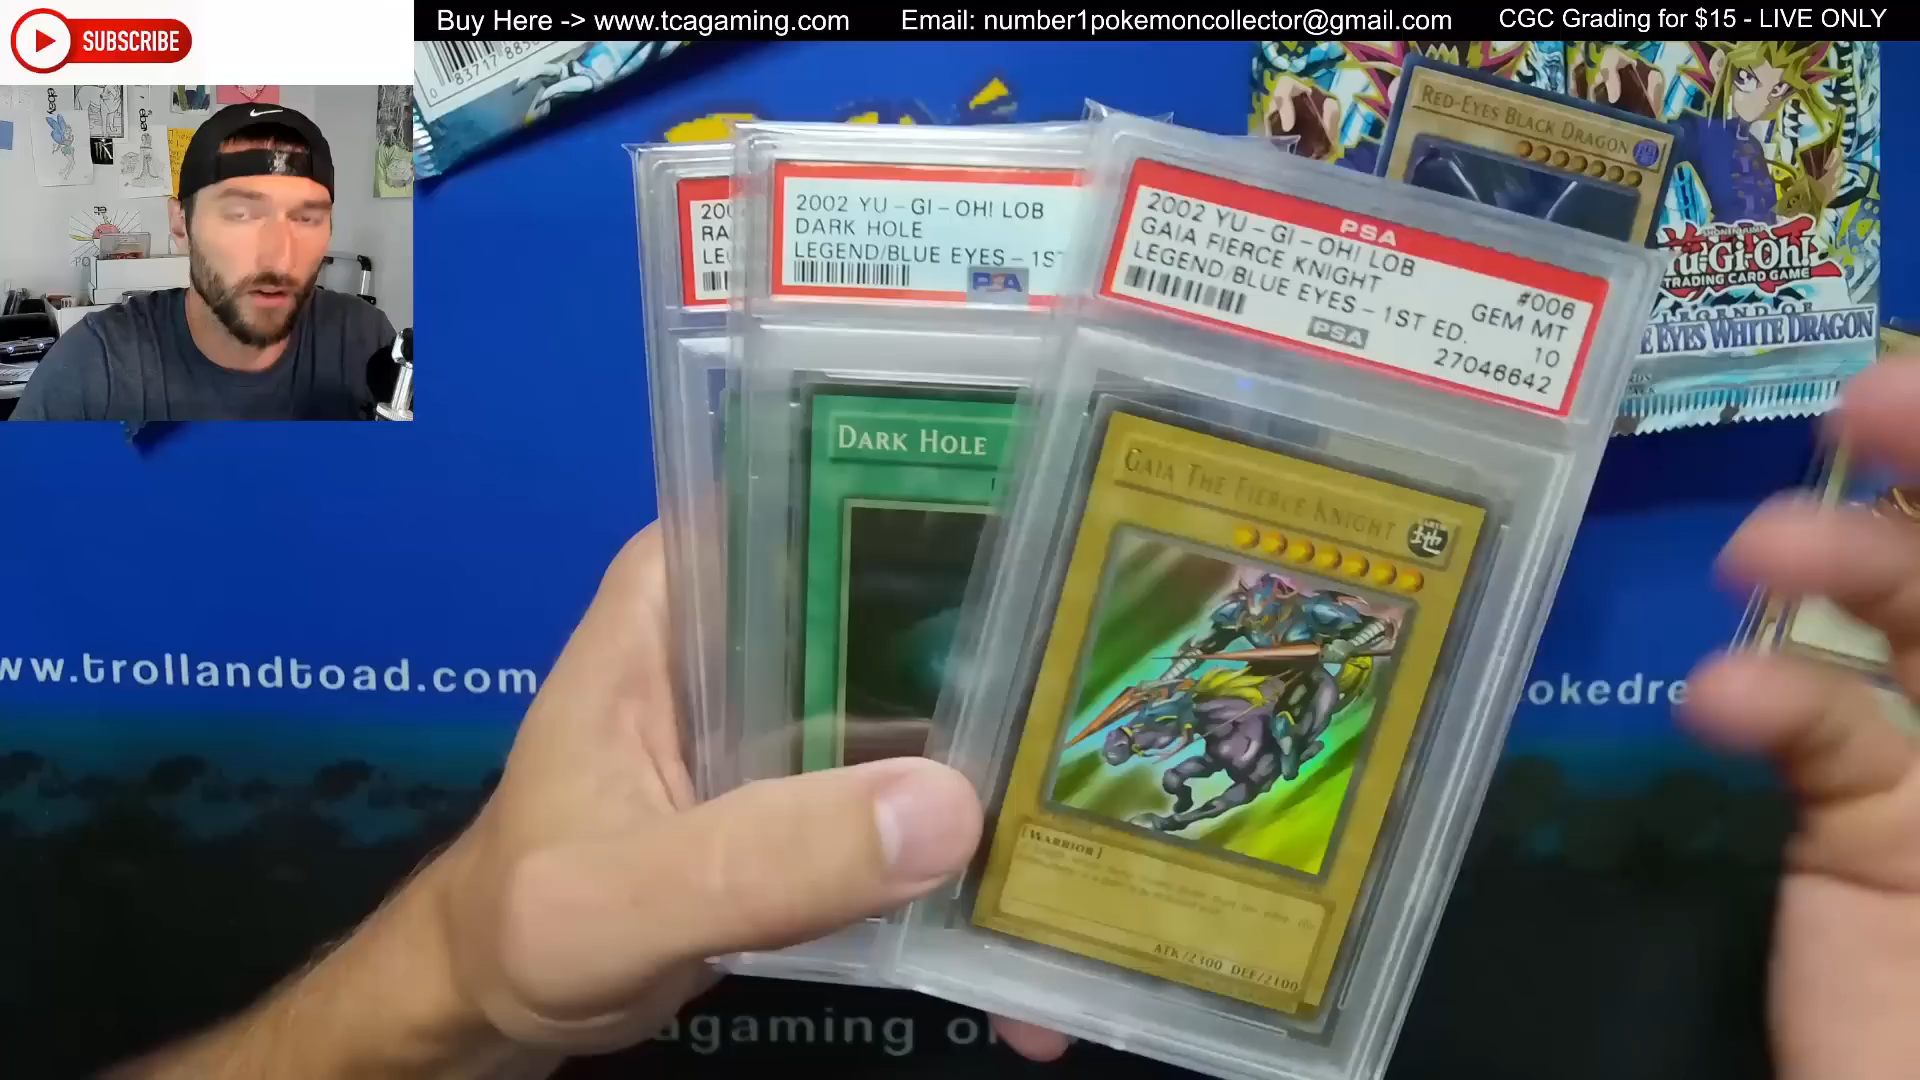 SUBSCRIBE
Buy Here -> www.tcagaming.com
Email: number1pokemoncollector@gmail.com
CGC Grading for $15 - LIVE ONLY
ebay
RED-EYES BLACK DRAGON
2002 YU-GI-OH! LOB
DARK HOLE
LEGEND/BLUE EYES - 1ST
PSA
PSA
2002 YU-GI-OH! LOB
GAIA FIERCE KNIGHT
LEGEND/BLUE EYES - 1ST ED.
#006
GEM MT
10
27046642
PSA
Yu-Gi-Oh!
TRADING CARD GAME
LEGEND OF
EYES WHITE DRAGON
DARK HOLE
GAIA THE FIERCE KNIGHT
[WARRIOR]
ATK/2300 DEF/2100
ww.trollandtoad.com
okedre
agaming o